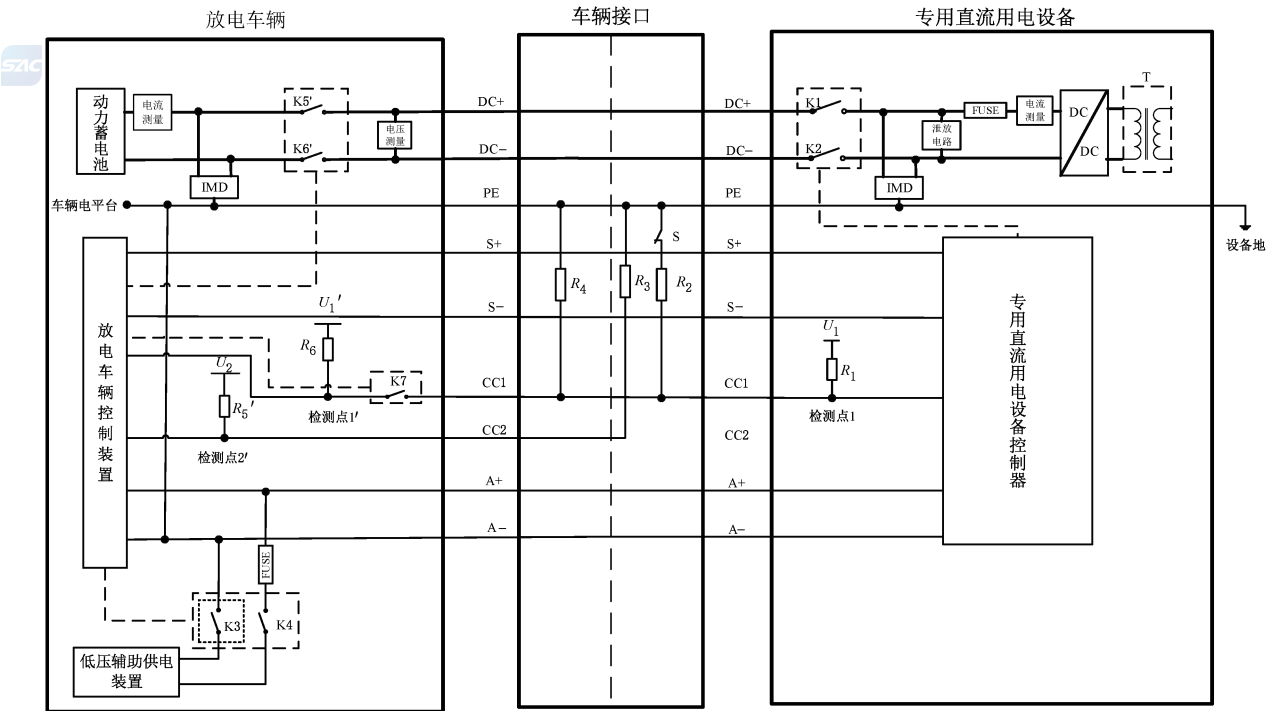 放电车辆
车辆接口
专用直流用电设备
SAC
动力蓄电池
电流
测量
K5'
K6'
电压
测量
IMD
DC+
DC−
PE
DC+
DC−
PE
K1
K2
泄放
电路
FUSE
电流
测量
DC
DC
T
IMD
车辆电平台
设备地
S+
S−
S
R4
R3
R2
S+
S−
放电车辆控制装置
U1'
R6
U2
R5'
K7
检测点1'
检测点2'
CC1
CC2
CC1
CC2
U1
R1
检测点1
专用直流用电设备控制器
A+
A−
A+
A−
FUSE
K3
K4
低压辅助供电
装置